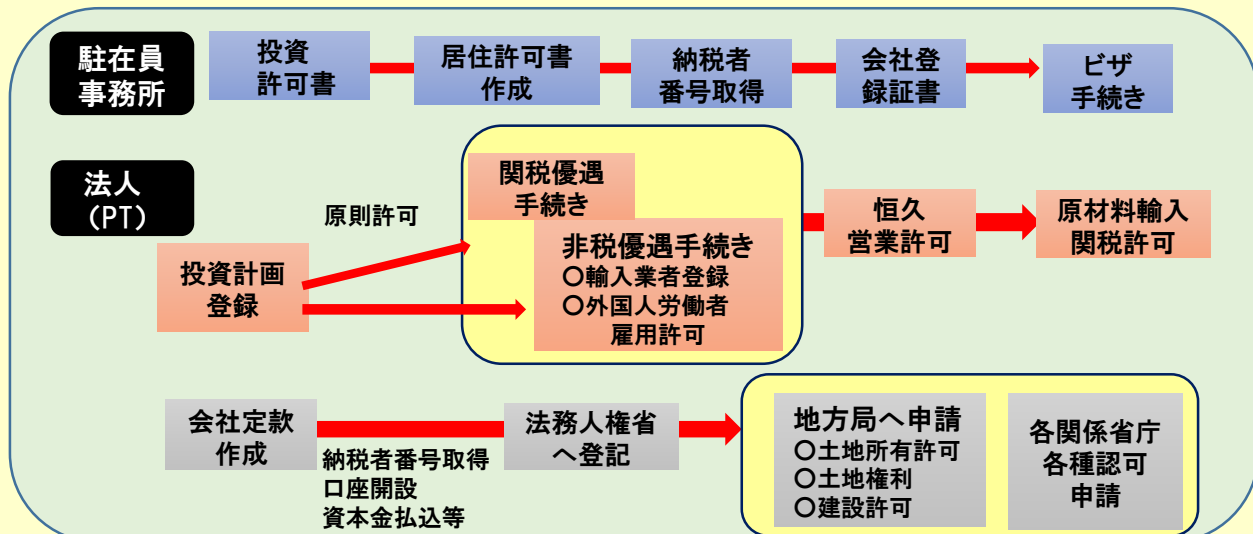 駐在員
事務所
投資
許可書
居住許可書
作成
納税者
番号取得
会社登
録証書
ビザ
手続き
法人
(PT)
原則許可
投資計画
登録
関税優遇
手続き
非税優遇手続き
〇輸入業者登録
〇外国人労働者
雇用許可
恒久
営業許可
原材料輸入
関税許可
会社定款
作成
納税者番号取得
口座開設
資本金払込等
法務人権省
へ登記
地方局へ申請
〇土地所有許可
〇土地権利
〇建設許可
各関係省庁
各種認可
申請